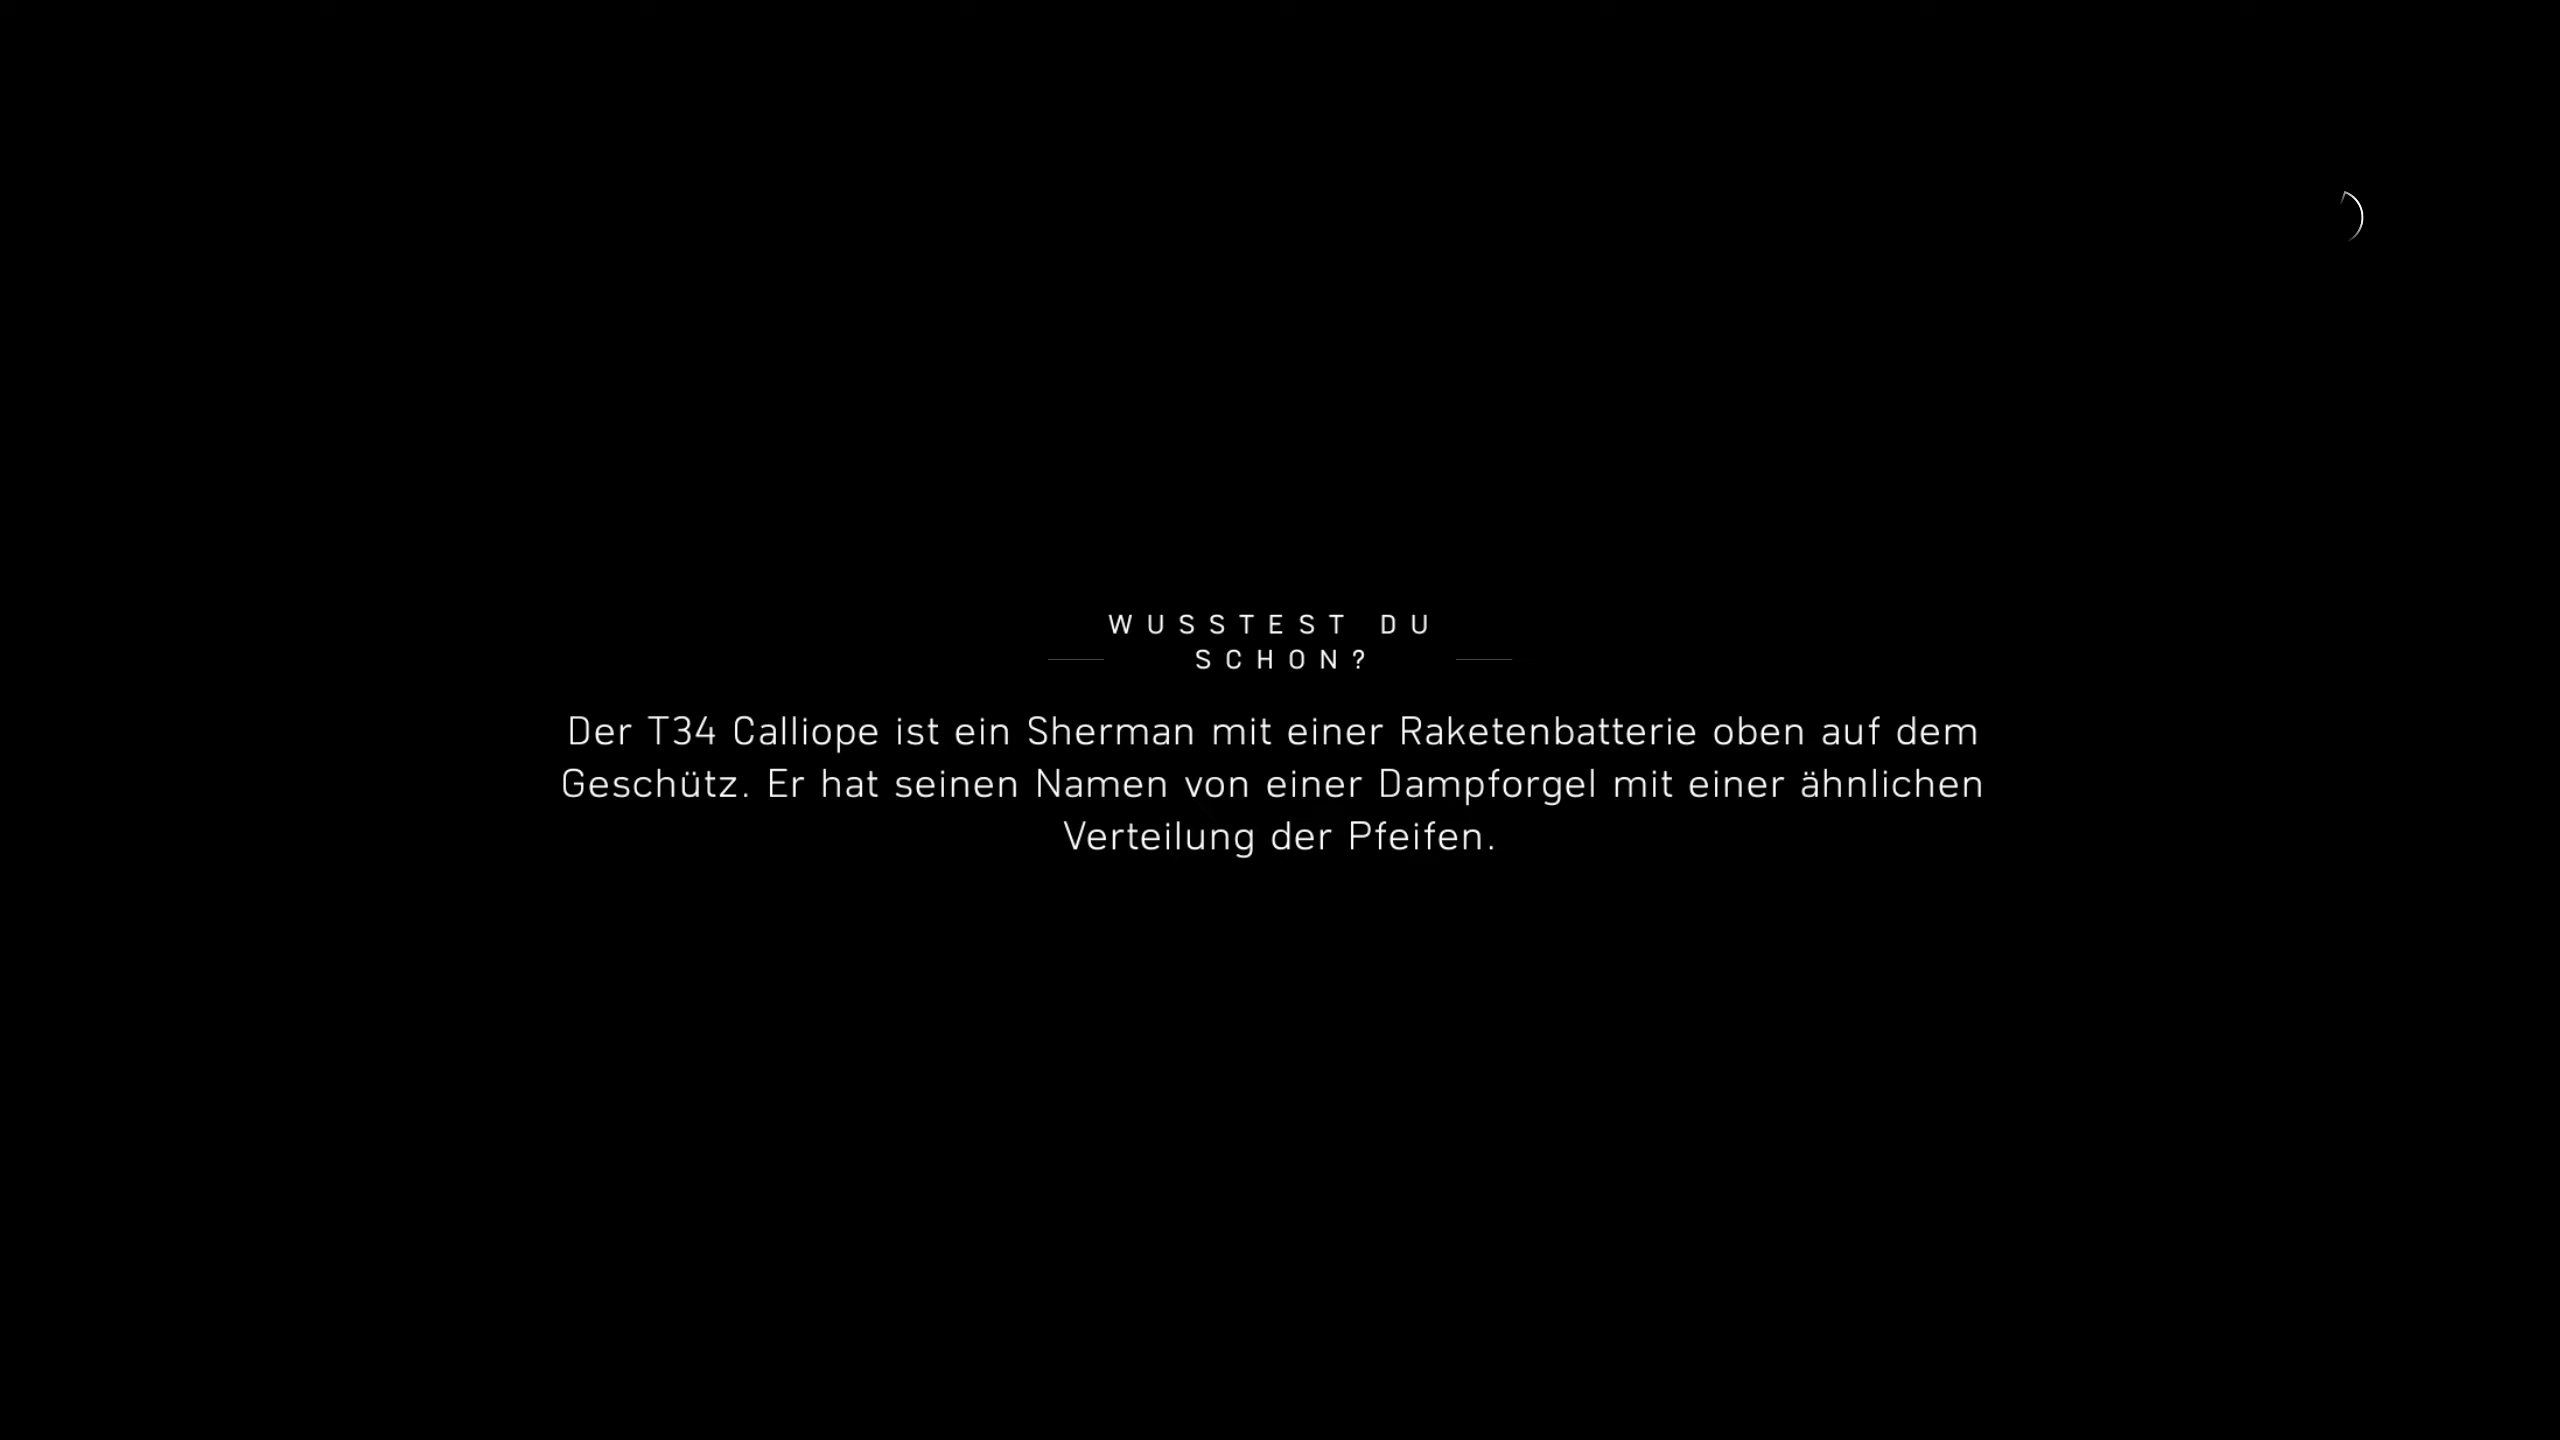 WUSSTEST DU
SCHON?
Der T34 Calliope ist ein Sherman mit einer Raketenbatterie oben auf dem
Geschütz. Er hat seinen Namen von einer Dampforgel mit einer ähnlichen
Verteilung der Pfeifen.